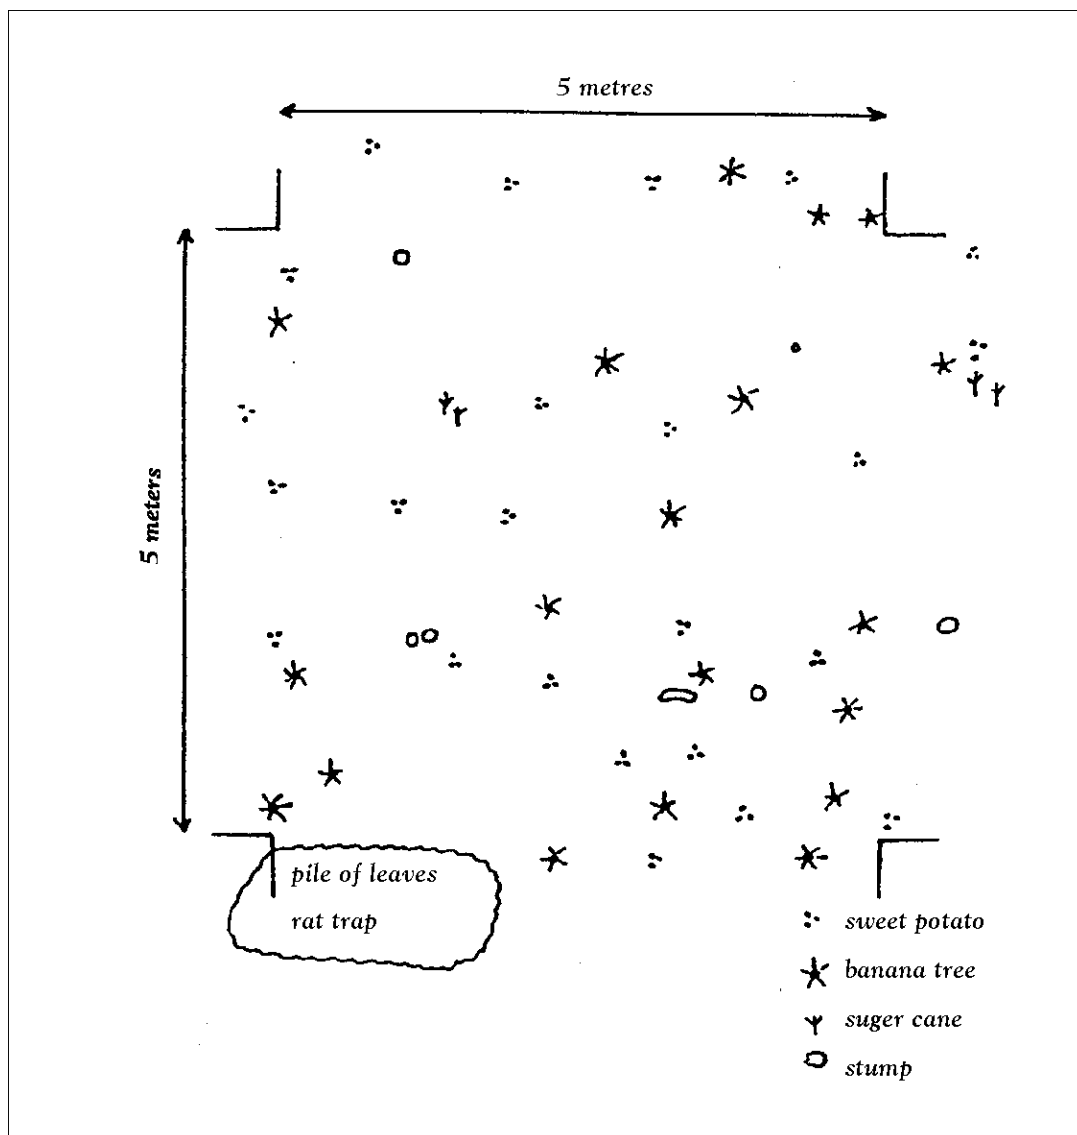 5 metres
5 meters
pile of leaves
rat trap
sweet potato
banana tree
suger cane
stump